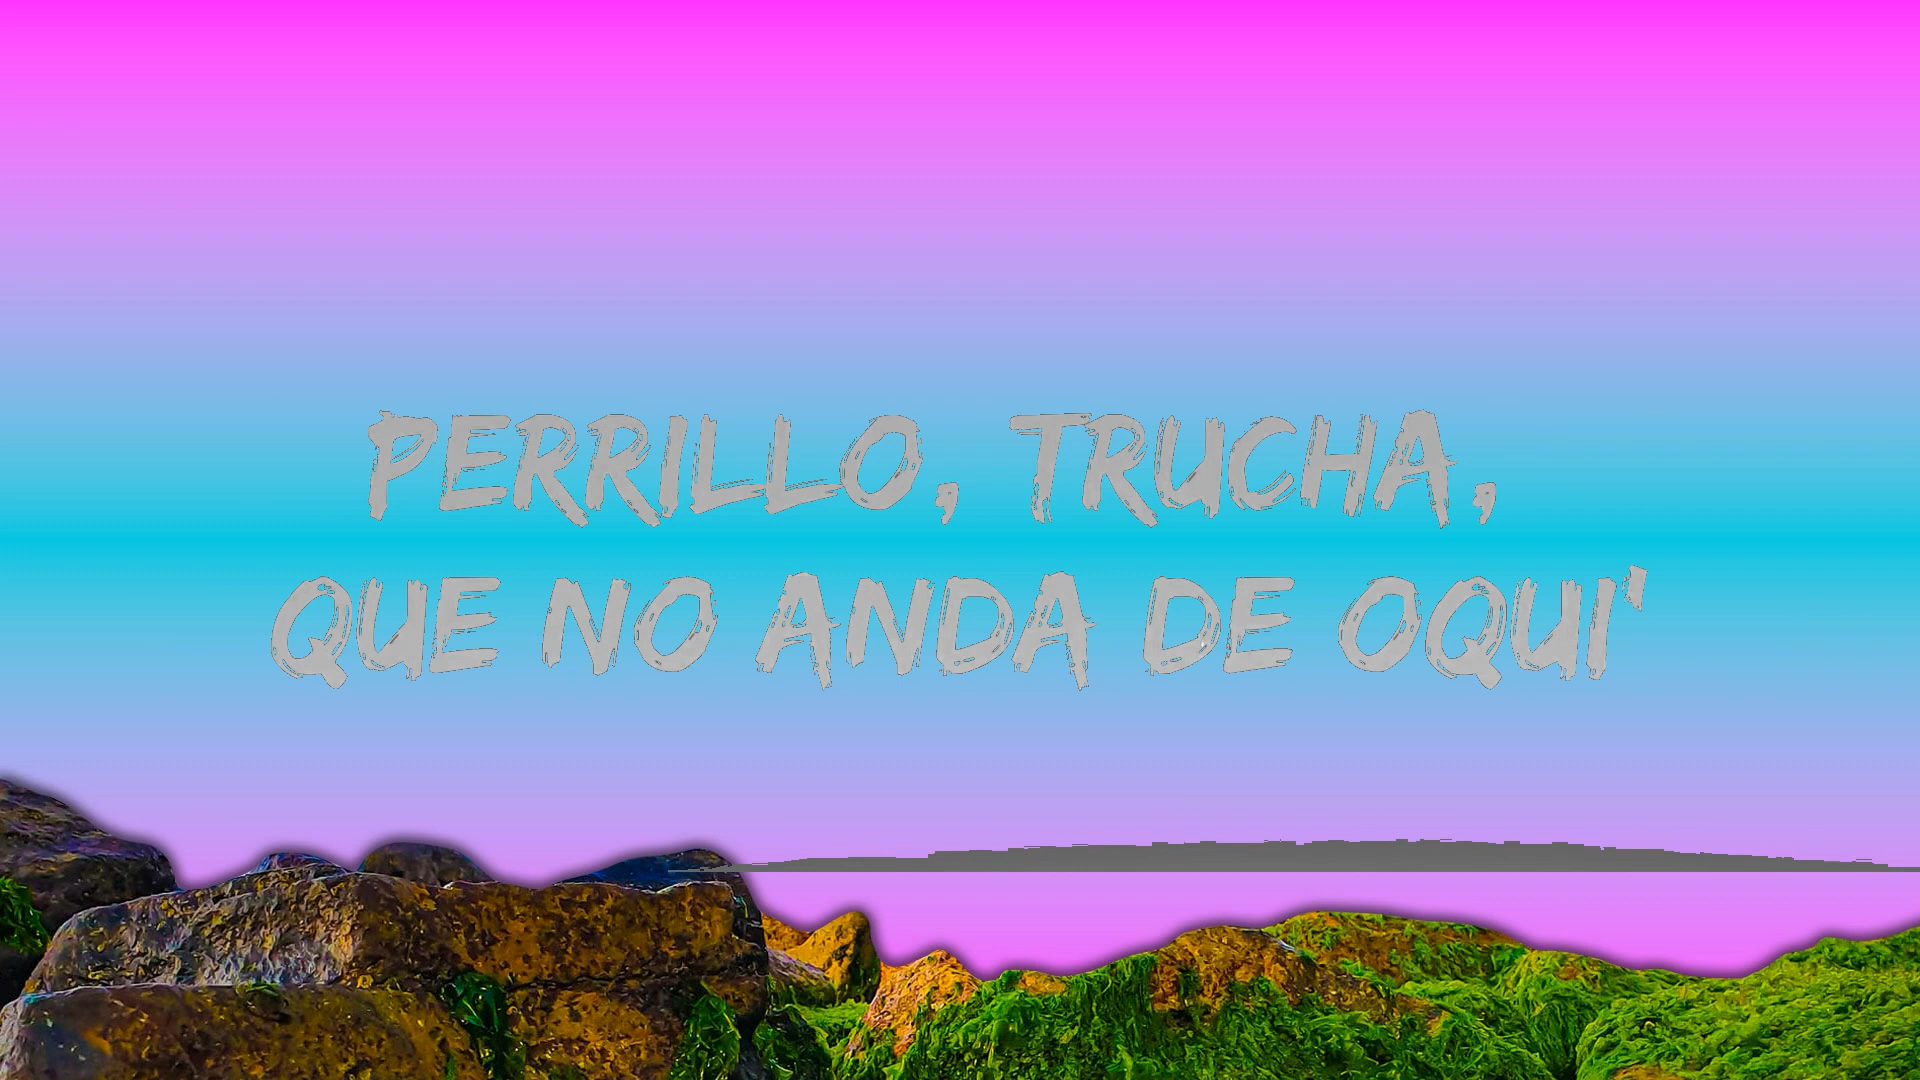 PERRILLO, TRUCHA,
QUE NO ANDA DE OQUI'